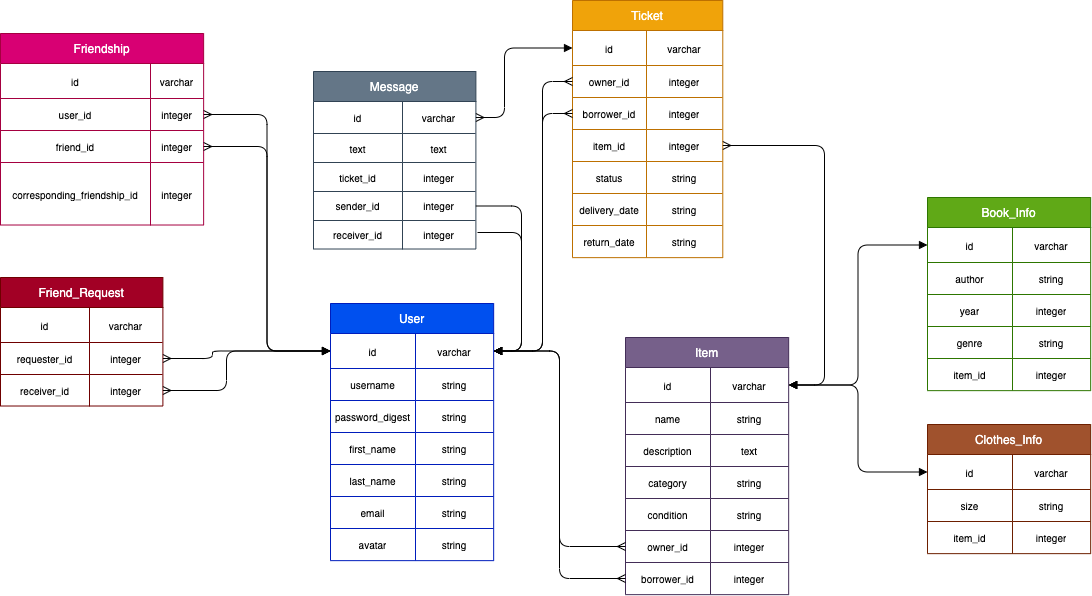 Friendship
id varchar
user_id integer
friend_id integer
corresponding_friendship_id integer
Message
id varchar
text text
ticket_id integer
sender_id integer
receiver_id integer
Ticket
id varchar
owner_id integer
borrower_id integer
item_id integer
status string
delivery_date string
return_date string
Book_Info
id varchar
author string
year integer
genre string
item_id integer
Friend_Request
id varchar
requester_id integer
receiver_id integer
User
id varchar
username string
password_digest string
first_name string
last_name string
email string
avatar string
Item
id varchar
name string
description text
category string
condition string
owner_id integer
borrower_id integer
Clothes_Info
id varchar
size string
item_id integer